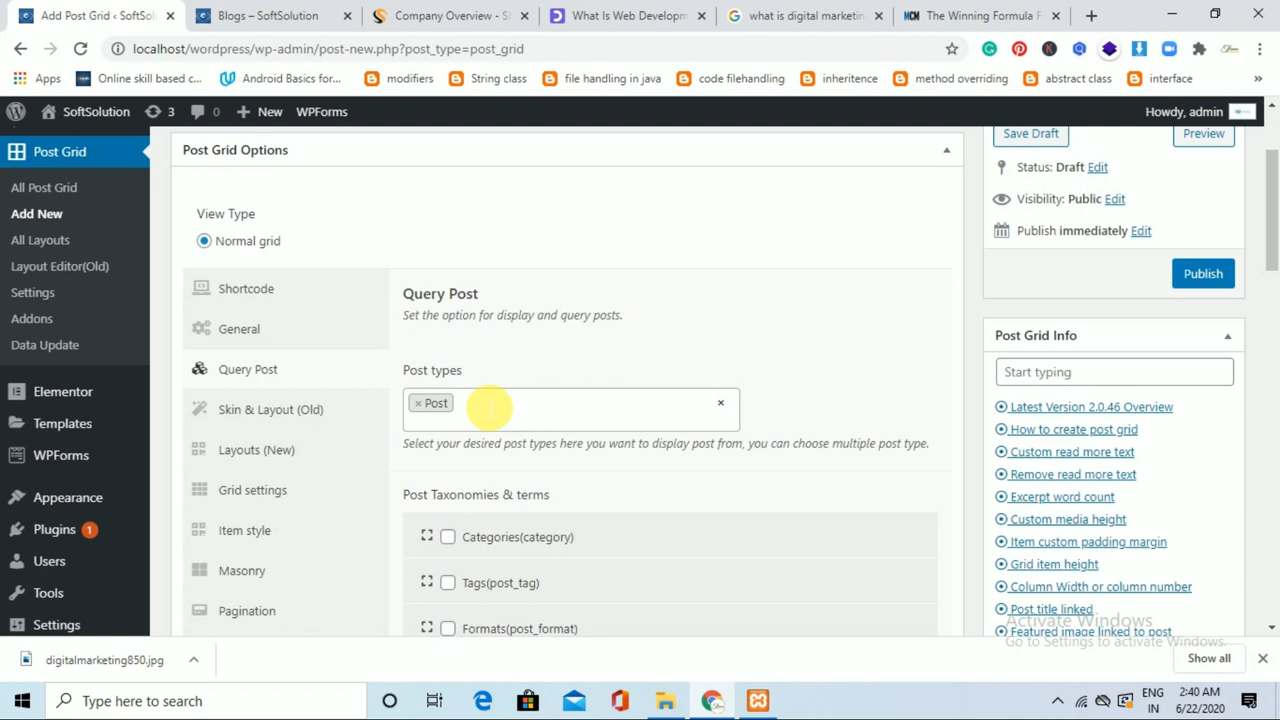 Add Post Grid ‹ SoftSol
Blogs – SoftSolution
Company Overview - S
What Is Web Developm
what is digital marketin
MCM The Winning Formula F
localhost/wordpress/wp-admin/post-new.php?post_type=post_grid
Apps
Online skill based c...
Android Basics for...
modifiers
String class
file handling in java
code filehandling
inheritence
method overriding
abstract class
interface
»
SoftSolution
3
0
New
WPForms
Howdy, admin
Post Grid
All Post Grid
Add New
All Layouts
Layout Editor(Old)
Settings
Addons
Data Update
Elementor
Templates
WPForms
Appearance
Plugins 1
Users
Tools
Settings
Post Grid Options
View Type
Normal grid
Shortcode
General
Query Post
Skin & Layout (Old)
Layouts (New)
Grid settings
Item style
Masonry
Pagination
Query Post
Set the option for display and query posts.
Post types
× Post
×
Select your desired post types here you want to display post from, you can choose multiple post type.
Post Taxonomies & terms
Categories(category)
Tags(post_tag)
Formats(post_format)
Save Draft
Preview
Status: Draft Edit
Visibility: Public Edit
Publish immediately Edit
Publish
Post Grid Info
Start typing
Latest Version 2.0.46 Overview
How to create post grid
Custom read more text
Remove read more text
Excerpt word count
Custom media height
Item custom padding margin
Grid item height
Column Width or column number
Post title linked
Featured image linked to post
Activate Windows
Go to Settings to activate Windows.
digitalmarketing850.jpg
Show all
Type here to search
ENG
IN
2:40 AM
6/22/2020